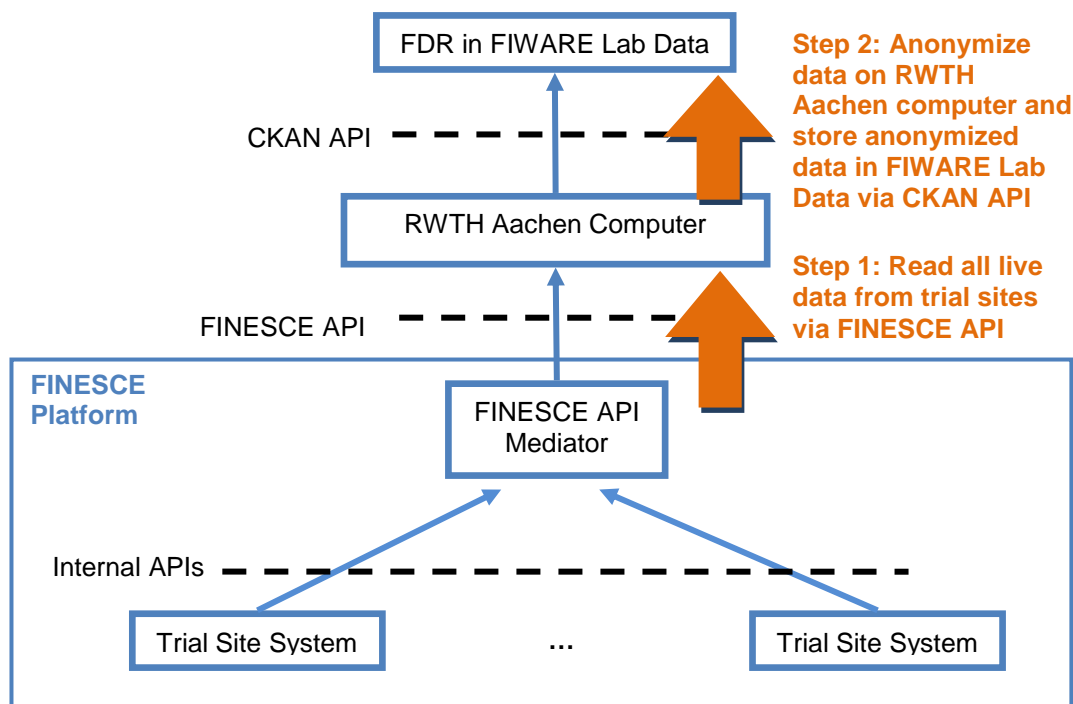 FDR in FIWARE Lab Data
Step 2: Anonymize
data on RWTH
Aachen computer and
store anonymized
data in FIWARE Lab
Data via CKAN API
CKAN API
RWTH Aachen Computer
Step 1: Read all live
data from trial sites
via FINESCE API
FINESCE API
FINESCE
Platform
FINESCE API
Mediator
Internal APIs
Trial Site System
...
Trial Site System